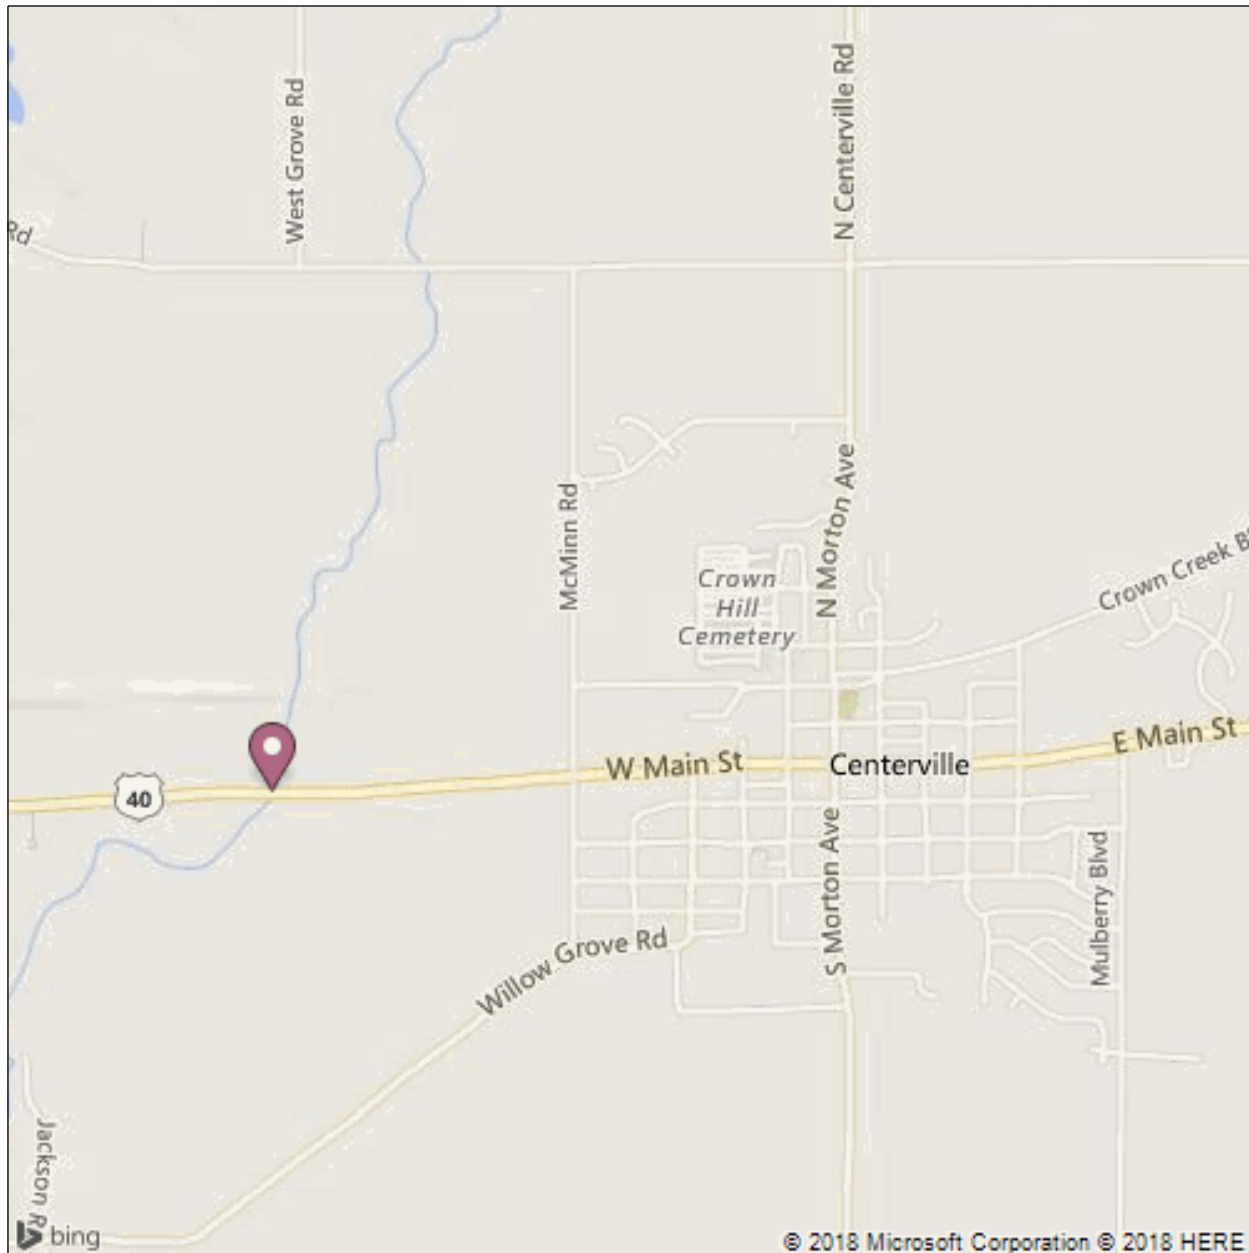 West Grove Rd
N Centerville Rd
Rd
McMinn Rd
N Morton Ave
Crown
Hill
Cemetery
Crown Creek Bl
40
W Main St
Centerville
E Main St
S Morton Ave
Mulberry Blvd
Willow Grove Rd
Jackson R
bing
© 2018 Microsoft Corporation © 2018 HERE